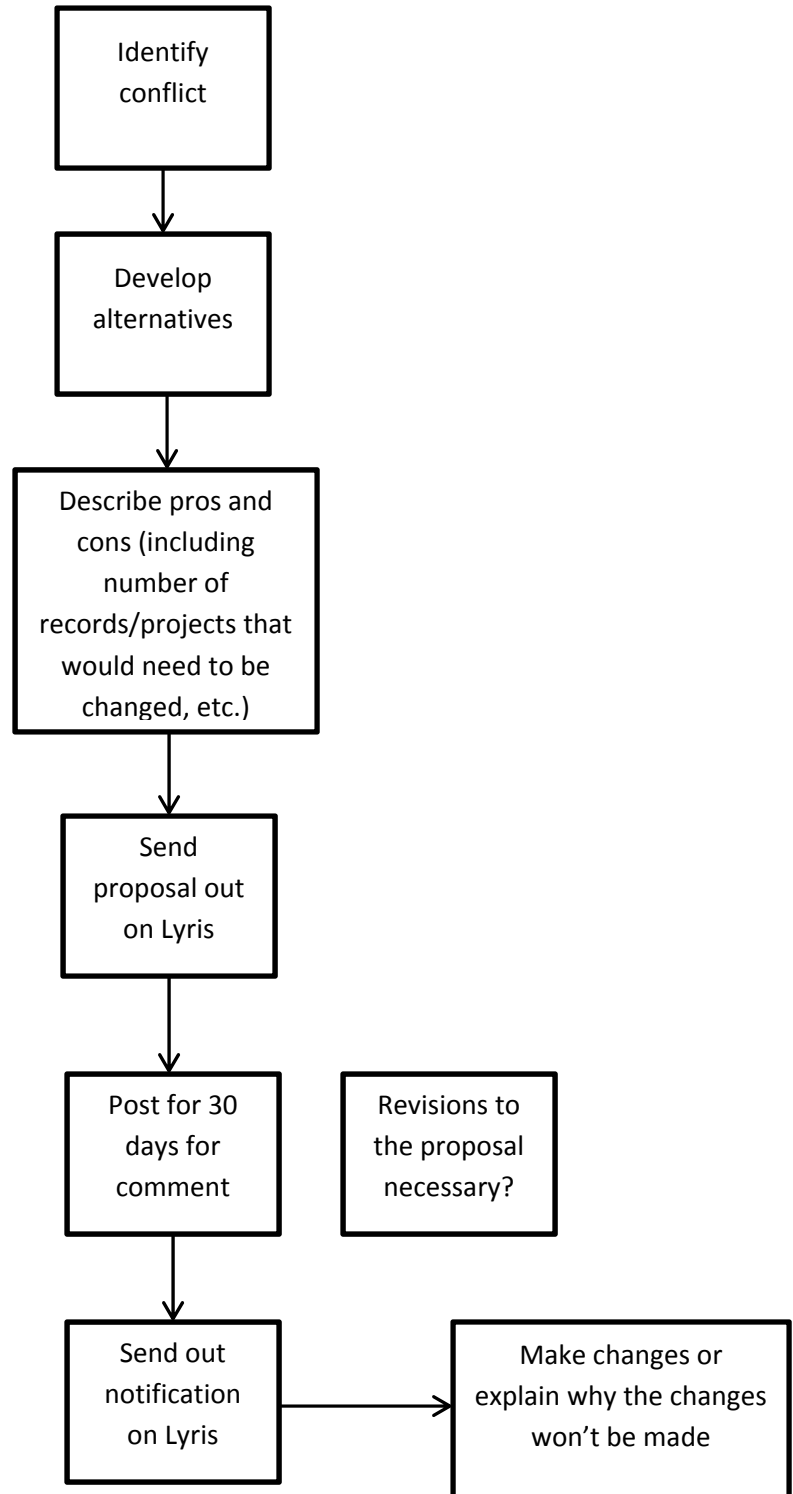 Identify
conflict
Develop
alternatives
Describe pros and
cons (including
number of
records/projects that
would need to be
changed, etc.)
Send
proposal out
on Lyris
Post for 30
days for
comment
Revisions to
the proposal
necessary?
Send out
notification
on Lyris
Make changes or
explain why the changes
won’t be made